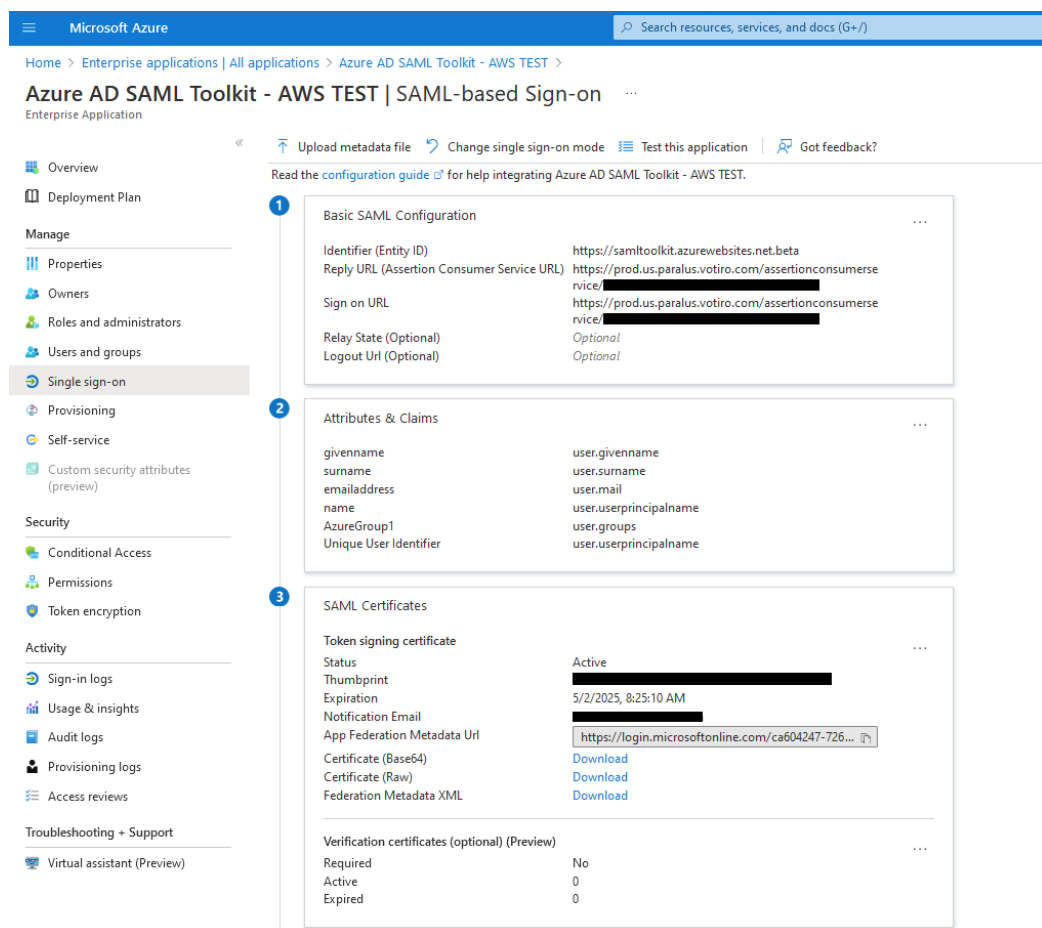 Microsoft Azure
Search resources, services, and docs (G+/)
Home > Enterprise applications | All applications > Azure AD SAML Toolkit - AWS TEST >
Azure AD SAML Toolkit - AWS TEST | SAML-based Sign-on ...
Enterprise Application
«
Overview
Deployment Plan
Manage
Properties
Owners
Roles and administrators
Users and groups
Single sign-on
Provisioning
Self-service
Custom security attributes
(preview)
Security
Conditional Access
Permissions
Token encryption
Activity
Sign-in logs
Usage & insights
Audit logs
Provisioning logs
Access reviews
Troubleshooting + Support
Virtual assistant (Preview)
Upload metadata file Change single sign-on mode Test this application | Got feedback?
Read the configuration guide for help integrating Azure AD SAML Toolkit - AWS TEST.
1
Basic SAML Configuration ...
Identifier (Entity ID) https://samltoolkit.azurewebsites.net.beta
Reply URL (Assertion Consumer Service URL) https://prod.us.paralus.votiro.com/assertionconsumerse
rvice/
Sign on URL https://prod.us.paralus.votiro.com/assertionconsumerse
rvice/
Relay State (Optional) Optional
Logout Url (Optional) Optional
2
Attributes & Claims ...
givenname user.givenname
surname user.surname
emailaddress user.mail
name user.userprincipalname
AzureGroup1 user.groups
Unique User Identifier user.userprincipalname
3
SAML Certificates
Token signing certificate ...
Status Active
Thumbprint
Expiration 5/2/2025, 8:25:10 AM
Notification Email
App Federation Metadata Url https://login.microsoftonline.com/ca604247-726...
Certificate (Base64) Download
Certificate (Raw) Download
Federation Metadata XML Download
Verification certificates (optional) (Preview) ...
Required No
Active 0
Expired 0